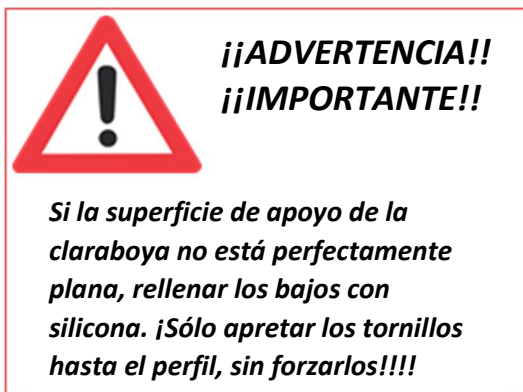 ¡¡ADVERTENCIA!!
¡¡IMPORTANTE!!
Si la superficie de apoyo de la
claraboya no está perfectamente
plana, rellenar los bajos con
silicona. ¡Sólo apretar los tornillos
hasta el perfil, sin forzarlos!!!!